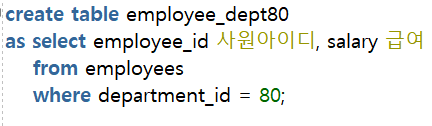 create table employee_dept80
as select employee_id 사원아이디, salary 급여
from employees
where department_id = 80;